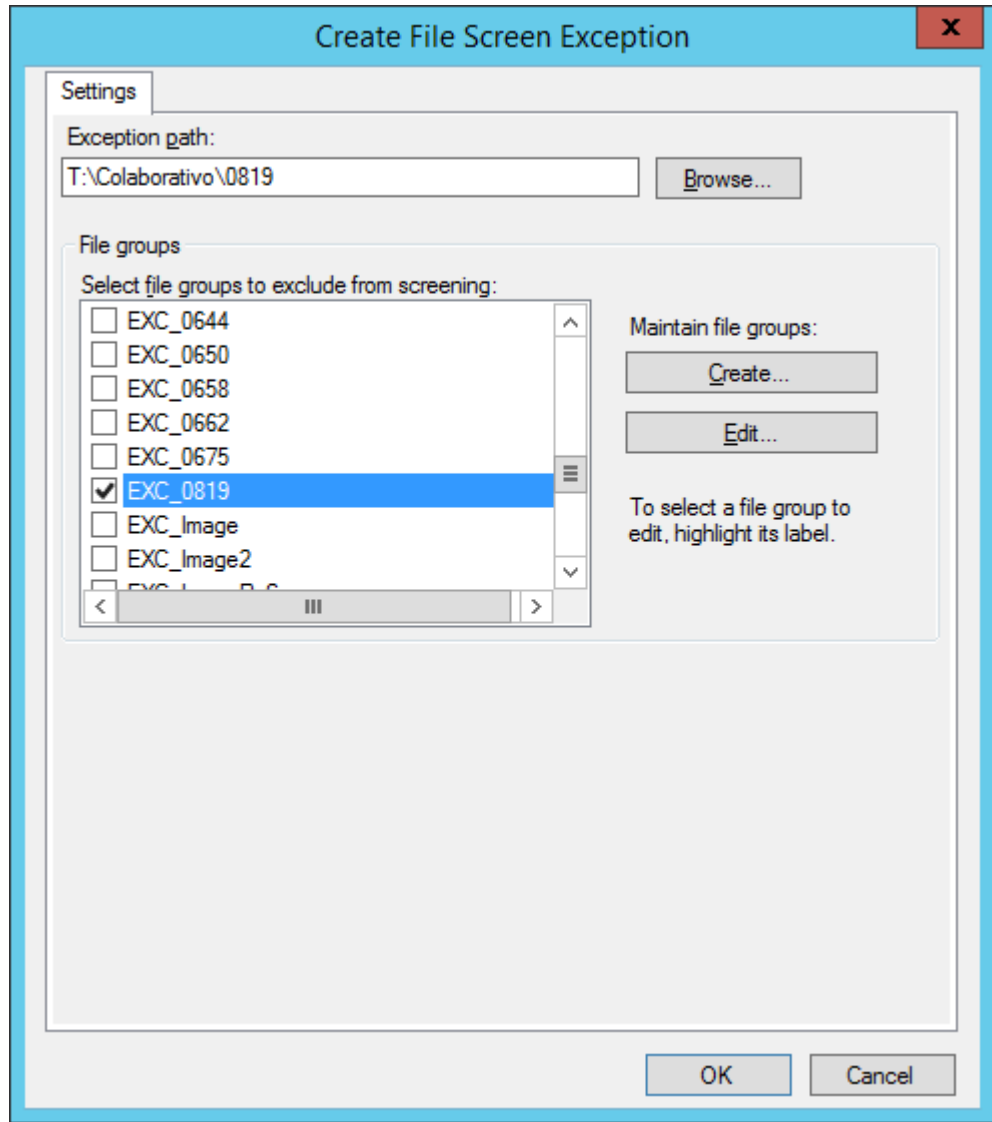 Create File Screen Exception
x
Settings
Exception path:
T:\Colaborativo\0819
Browse...
File groups
Select file groups to exclude from screening:
EXC_0644
EXC_0650
EXC_0658
EXC_0662
EXC_0675
EXC_0819
EXC_Image
EXC_Image2
Maintain file groups:
Create...
Edit...
To select a file group to
edit, highlight its label.
OK
Cancel